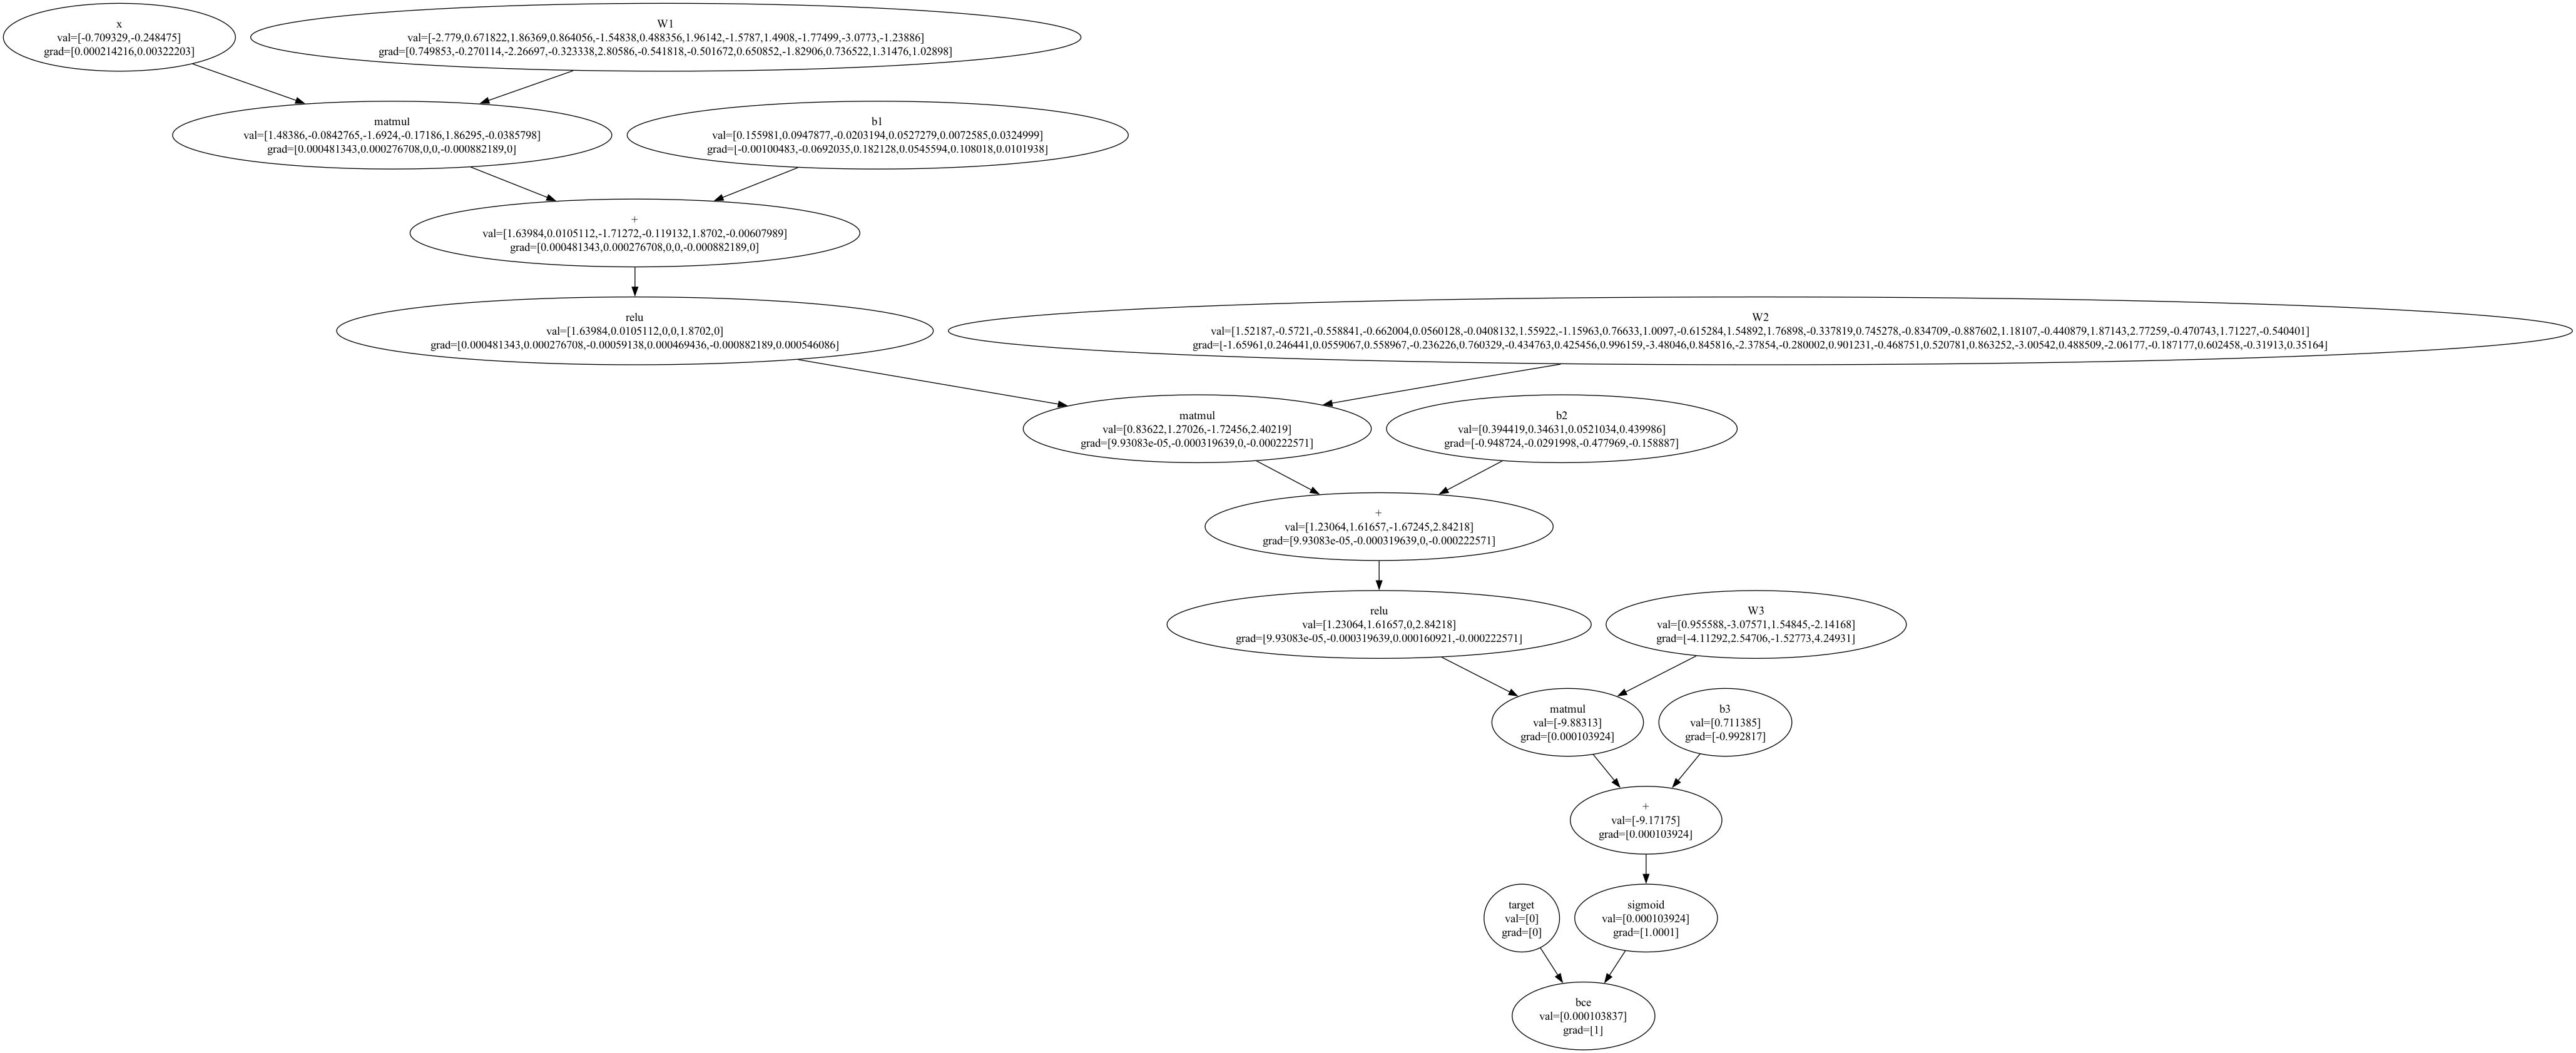 x
val=[-0.709329,-0.248475]
grad=[0.000214216,0.00322203]
W1
val=[-2.779,0.671822,1.86369,0.864056,-1.54838,0.488356,1.96142,-1.5787,1.4908,-1.77499,-3.0773,-1.23886]
grad=[0.749853,-0.270114,-2.26697,-0.323338,2.80586,-0.541818,-0.501672,0.650852,-1.82906,0.736522,1.31476,1.02898]
matmul
val=[1.48386,-0.0842765,-1.6924,-0.17186,1.86295,-0.0385798]
grad=[0.000481343,0.000276708,0,0,-0.000882189,0]
b1
val=[0.155981,0.0947877,-0.0203194,0.0527279,0.0072585,0.0324999]
grad=[-0.00100483,-0.0692035,0.182128,0.0545594,0.108018,0.0101938]
+
val=[1.63984,0.0105112,-1.71272,-0.119132,1.8702,-0.00607989]
grad=[0.000481343,0.000276708,0,0,-0.000882189,0]
relu
val=[1.63984,0.0105112,0,0,1.8702,0]
grad=[0.000481343,0.000276708,-0.00059138,0.000469436,-0.000882189,0.000546086]
W2
val=[1.52187,-0.5721,-0.558841,-0.662004,0.0560128,-0.0408132,1.55922,-1.15963,0.76633,1.0097,-0.615284,1.54892,1.76898,-0.337819,0.745278,-0.834709,-0.887602,1.18107,-0.440879,1.87143,2.77259,-0.470743,1.71227,-0.540401]
grad=[-1.65961,0.246441,0.0559067,0.558967,-0.236226,0.760329,-0.434763,0.425456,0.996159,-3.48046,0.845816,-2.37854,-0.280002,0.901231,-0.468751,0.520781,0.863252,-3.00542,0.488509,-2.06177,-0.187177,0.602458,-0.31913,0.35164]
matmul
val=[0.83622,1.27026,-1.72456,2.40219]
grad=[9.93083e-05,-0.000319639,0,-0.000222571]
b2
val=[0.394419,0.34631,0.0521034,0.439986]
grad=[-0.948724,-0.0291998,-0.477969,-0.158887]
+
val=[1.23064,1.61657,-1.67245,2.84218]
grad=[9.93083e-05,-0.000319639,0,-0.000222571]
relu
val=[1.23064,1.61657,0,2.84218]
grad=[9.93083e-05,-0.000319639,0.000160921,-0.000222571]
W3
val=[0.955588,-3.07571,1.54845,-2.14168]
grad=[-4.11292,2.54706,-1.52773,4.24931]
matmul
val=[-9.88313]
grad=[0.000103924]
b3
val=[0.711385]
grad=[-0.992817]
+
val=[-9.17175]
grad=[0.000103924]
target
val=[0]
grad=[0]
sigmoid
val=[0.000103924]
grad=[1.0001]
bce
val=[0.000103837]
grad=[1]